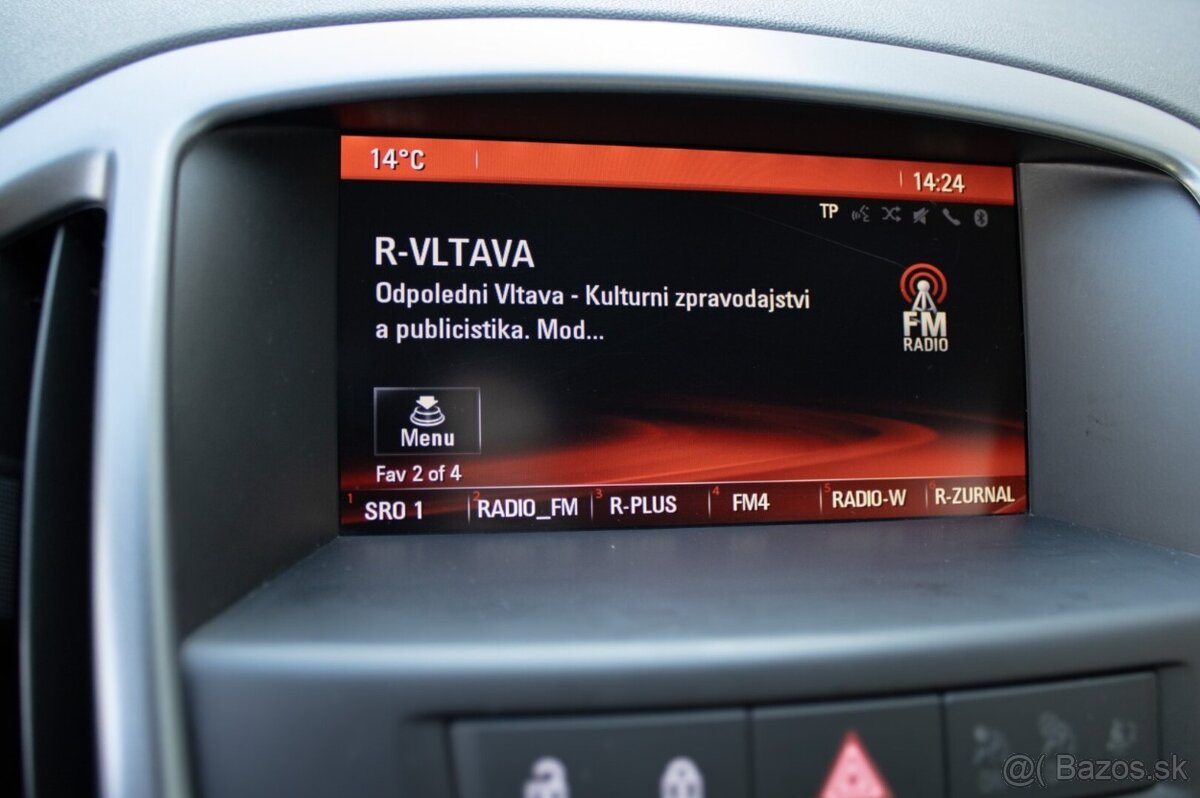 14°C 14:24
TP
R-VLTAVA
Odpoledni Vltava - Kulturni zpravodajstvi
a publicistika. Mod...
FM
RADIO
Menu
Fav 2 of 4
1 SRO 1 2 RADIO_FM 3 R-PLUS 4 FM4 5 RADIO-W 6 R-ZURNAL
@( Bazos.sk